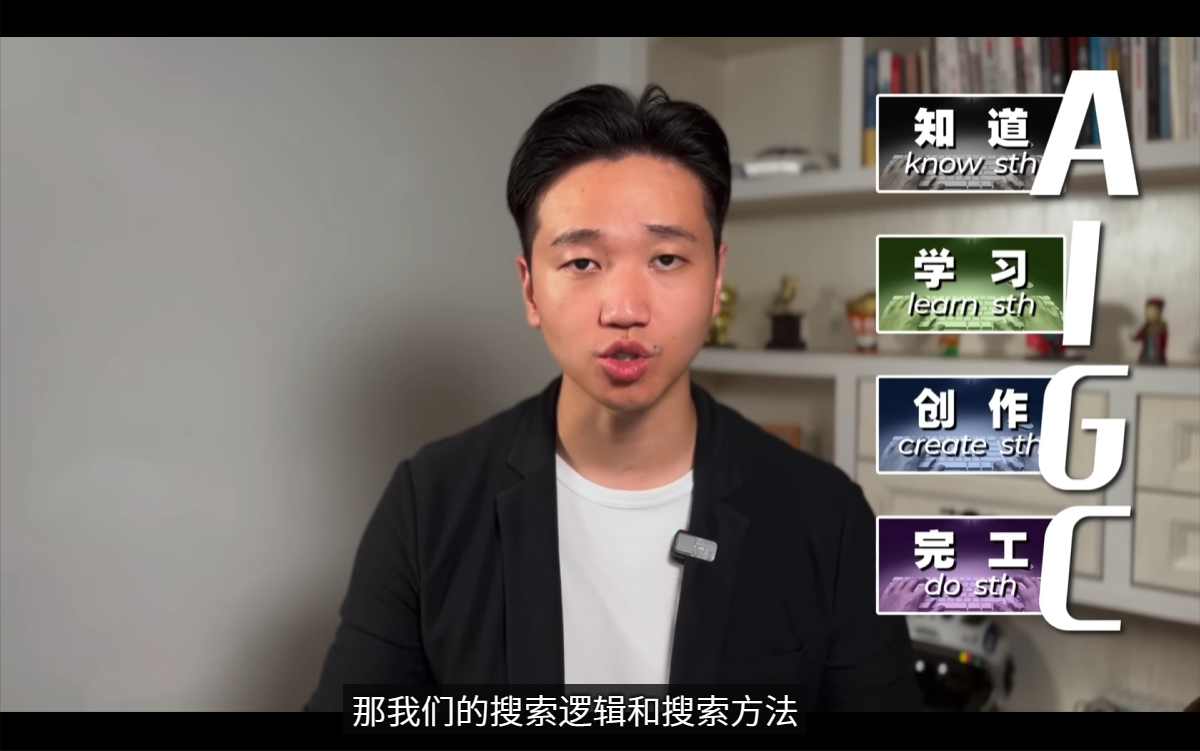 知道
know sth
A
学习
learn sth
I
创作
create sth
G
完工
do sth
C
那我们的搜索逻辑和搜索方法